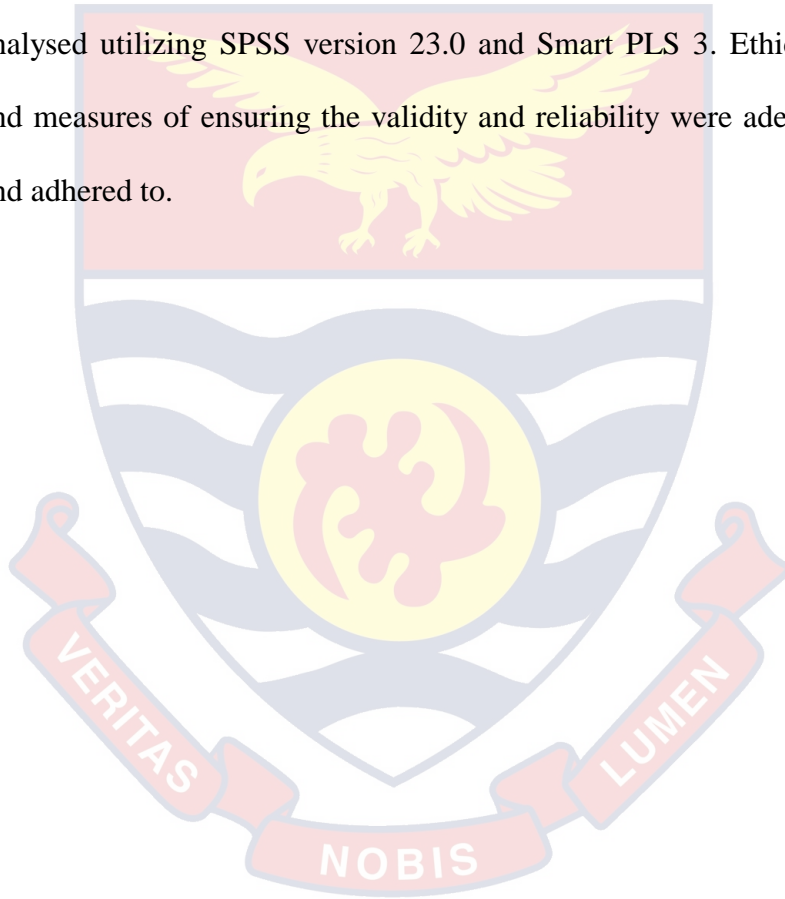 nalysed utilizing SPSS version 23.0 and Smart PLS 3. Ethic
nd measures of ensuring the validity and reliability were ade
nd adhered to.
VERITAS
NOBIS
LUMEN